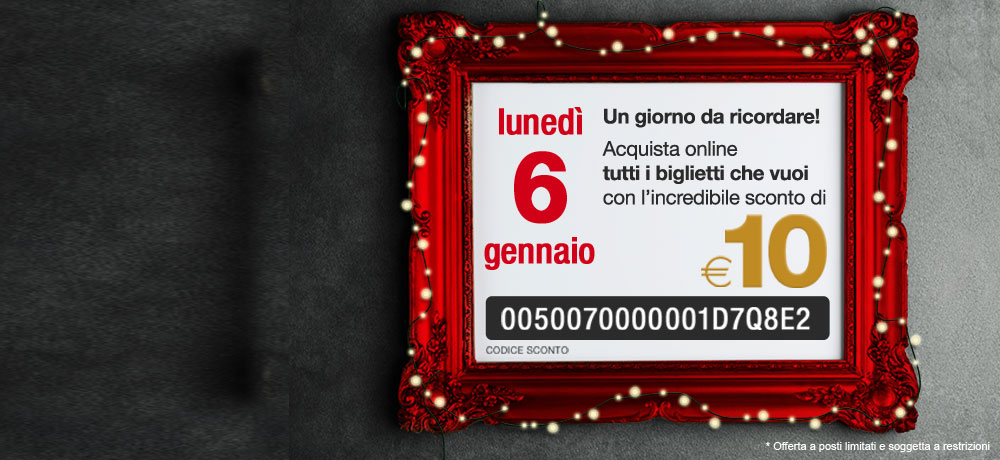 lunedì
6
gennaio
Un giorno da ricordare!
Acquista online
tutti i biglietti che vuoi
con l'incredibile sconto di
€10
0050070000001D7Q8E2
CODICE SCONTO
* Offerta a posti limitati e soggetta a restrizioni